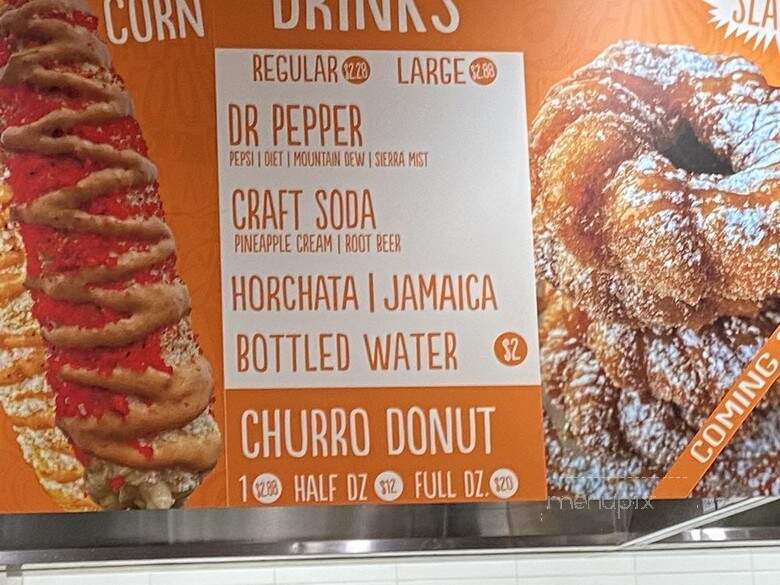 CORN
DRINKS
REGULAR $2.28 LARGE $2.88
DR PEPPER
PEPSI | DIET | MOUNTAIN DEW | SIERRA MIST
CRAFT SODA
PINEAPPLE CREAM | ROOT BEER
HORCHATA | JAMAICA
BOTTLED WATER $2
CHURRO DONUT
1 $2.88 HALF DZ $12 FULL DZ. $20
COMING
menupix